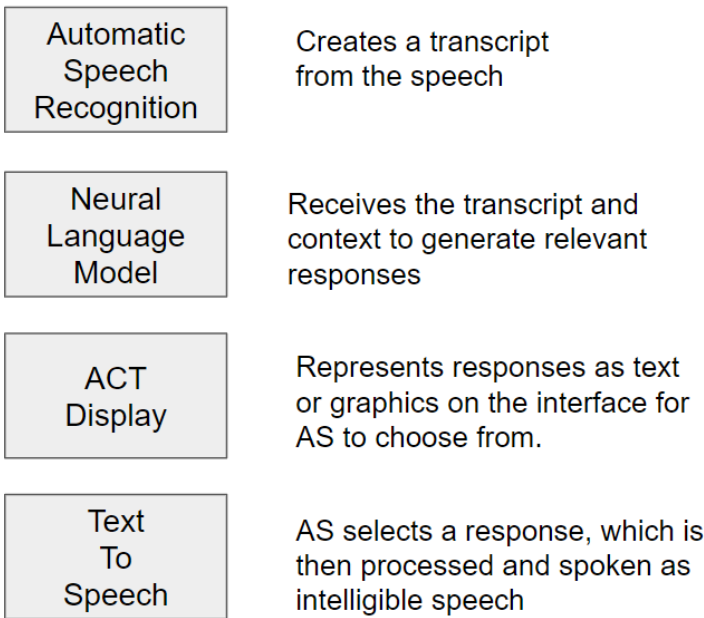 Automatic
Speech
Recognition
Creates a transcript
from the speech
Neural
Language
Model
Receives the transcript and
context to generate relevant
responses
ACT
Display
Represents responses as text
or graphics on the interface for
AS to choose from.
Text
To
Speech
AS selects a response, which is
then processed and spoken as
intelligible speech